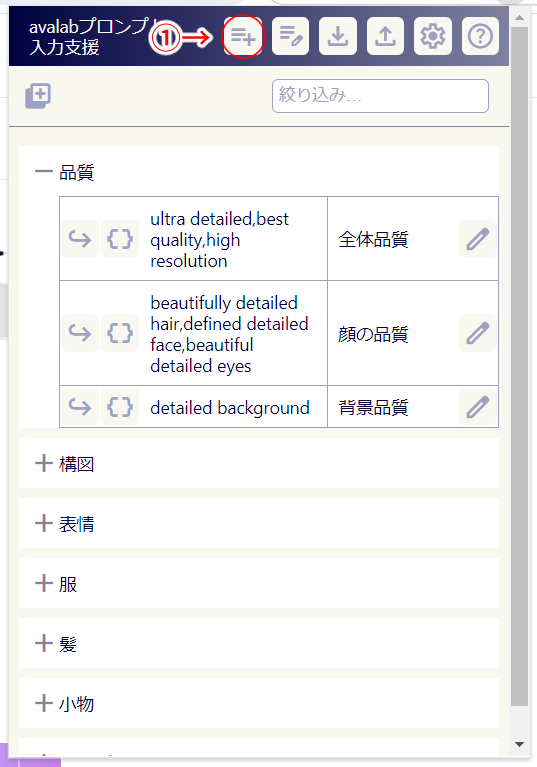 avalabプロンプト
入力支援
①
絞り込み...
品質
ultra detailed,best
quality,high
resolution
全体品質
beautifully detailed
hair,defined detailed
face,beautiful
detailed eyes
顔の品質
detailed background
背景品質
構図
表情
服
髪
小物